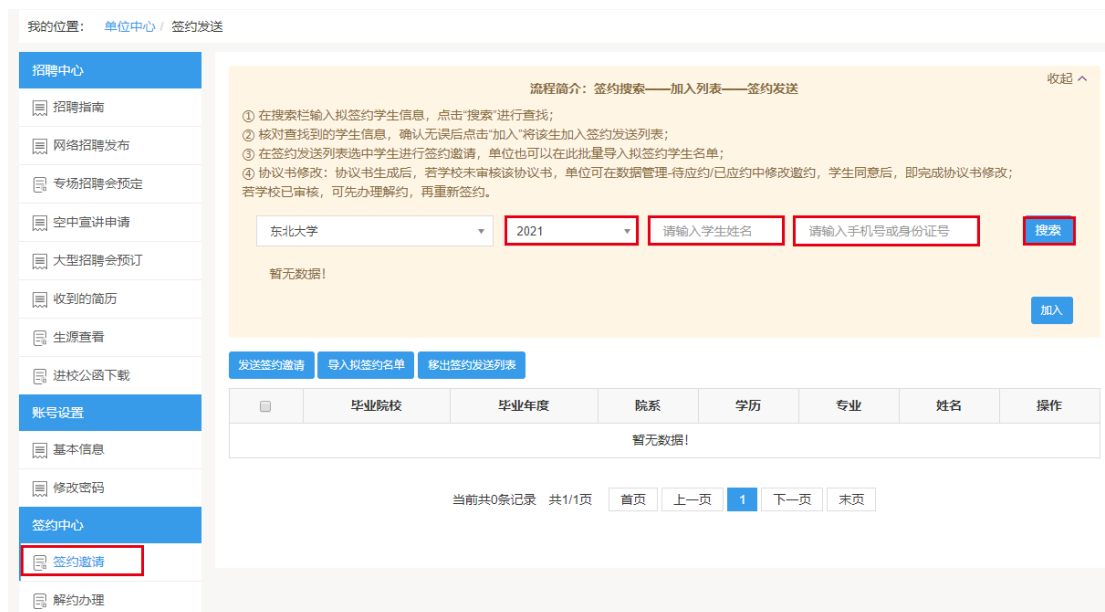 我的位置： 单位中心 / 签约发送
招聘中心
招聘指南
网络招聘发布
专场招聘会预定
空中宣讲申请
大型招聘会预订
收到的简历
生源查看
进校公函下载
账号设置
基本信息
修改密码
签约中心
签约邀请
解约办理
收起
流程简介：签约搜索——加入列表——签约发送
① 在搜索栏输入拟签约学生信息，点击“搜索”进行查找；
② 核对查找到的学生信息，确认无误后点击“加入”将该生加入签约发送列表；
③ 在签约发送列表选中学生进行签约邀请，单位也可以在此批量导入拟签约学生名单；
④ 协议书修改：协议书生成后，若学校未审核该协议书，单位可在数据管理-待应约/已应约中修改邀约，学生同意后，即完成协议书修改；
若学校已审核，可先办理解约，再重新签约。
东北大学 2021 请输入学生姓名 请输入手机号或身份证号 搜索
暂无数据！
加入
发送签约邀请 导入拟签约名单 移出签约发送列表
毕业院校 毕业年度 院系 学历 专业 姓名 操作
暂无数据！
当前共0条记录 共1/1页 首页 上一页 1 下一页 末页